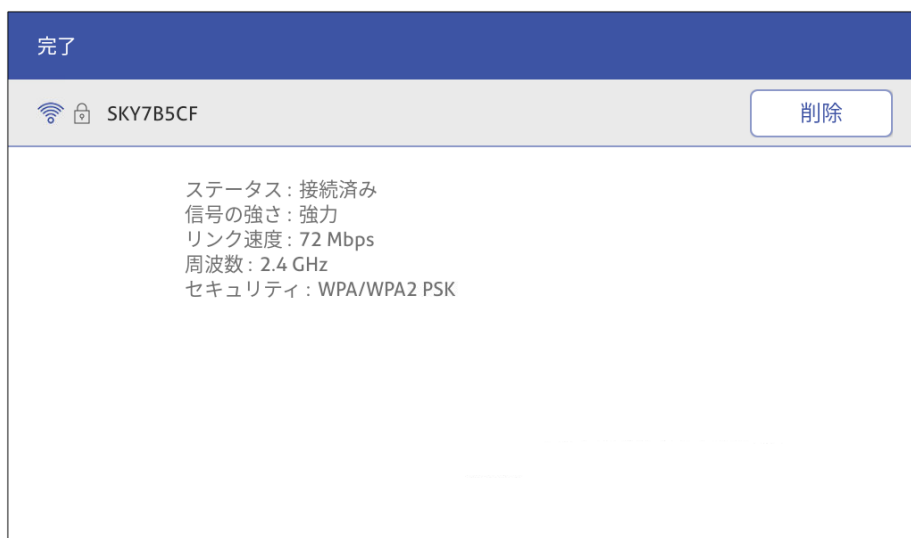 完了
SKY7B5CF
削除
ステータス : 接続済み
信号の強さ : 強力
リンク速度 : 72 Mbps
周波数 : 2.4 GHz
セキュリティ : WPA/WPA2 PSK